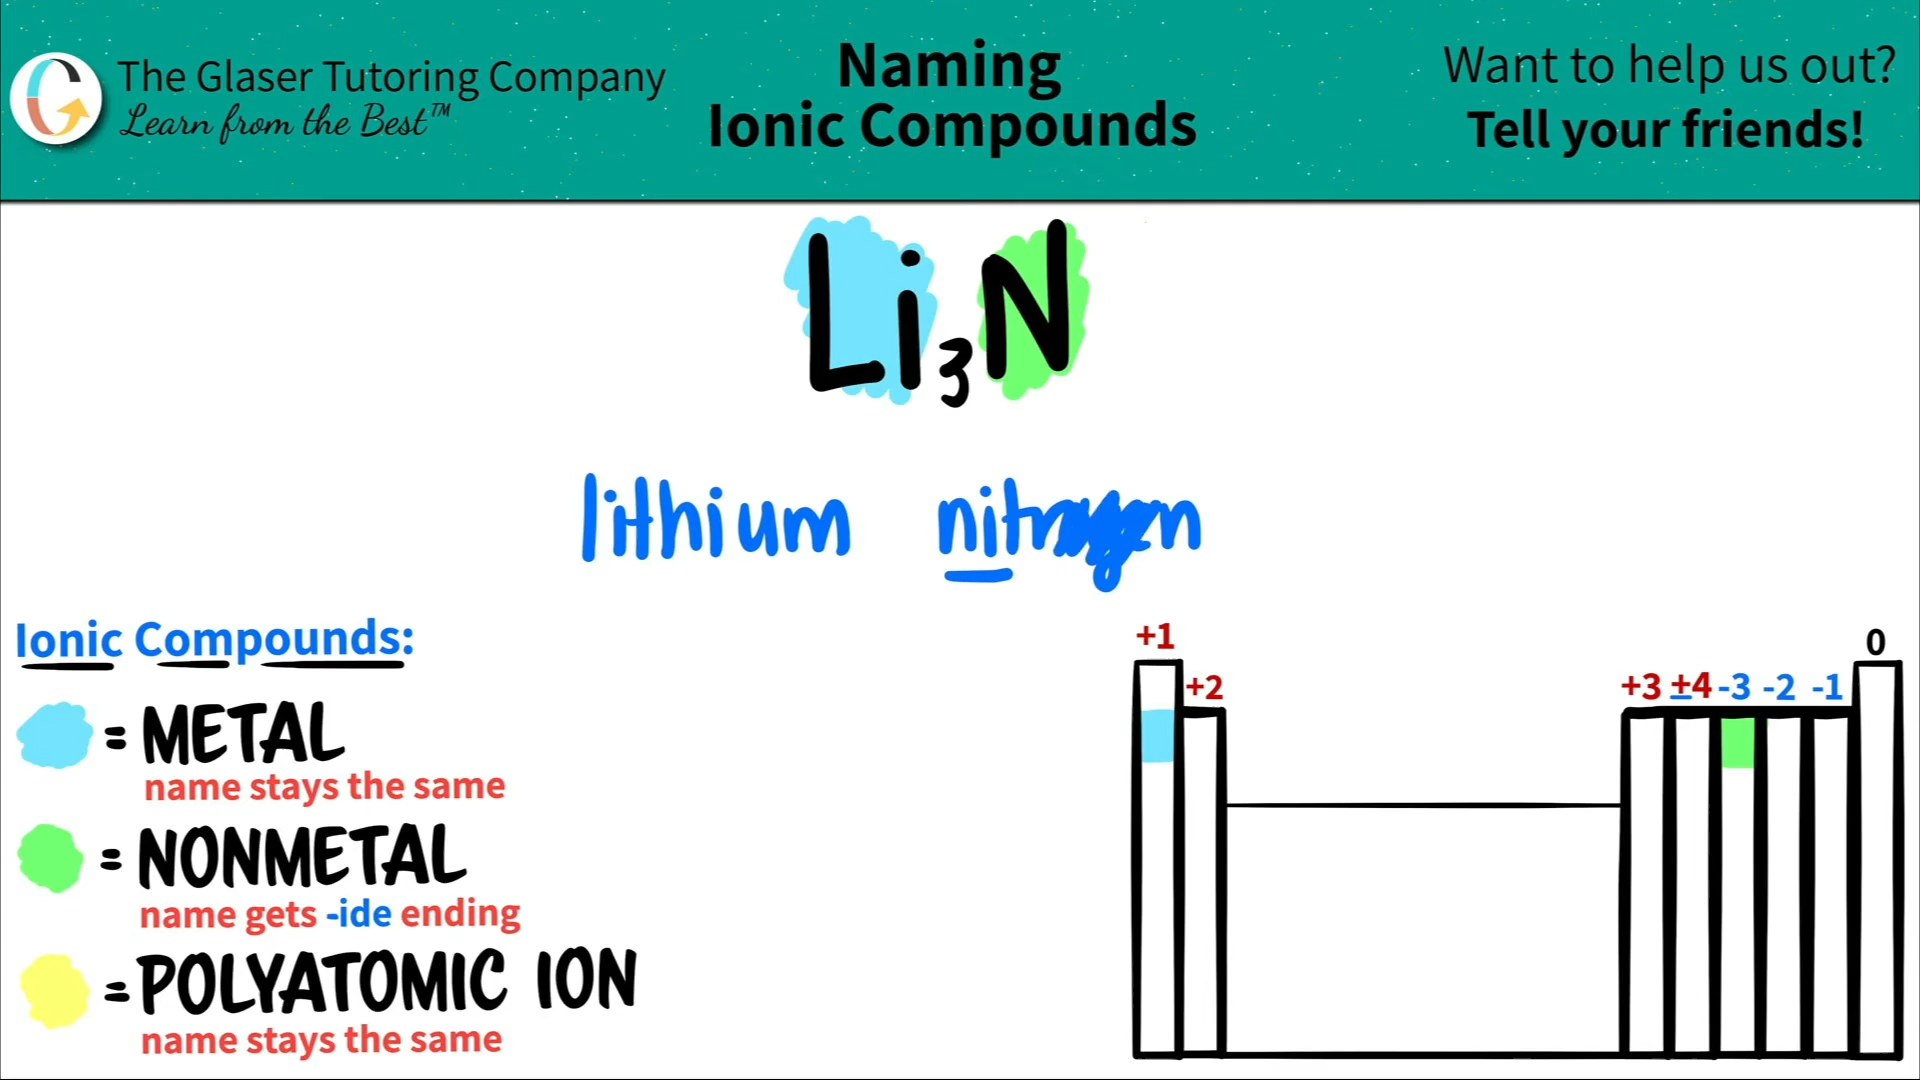 The Glaser Tutoring Company
Learn from the Best™
Naming
Ionic Compounds
Want to help us out?
Tell your friends!
Li₃N
lithium nitrogen
Ionic Compounds:
= METAL
name stays the same
= NONMETAL
name gets -ide ending
= POLYATOMIC ION
name stays the same
+1
0
+2
+3 ±4 -3 -2 -1